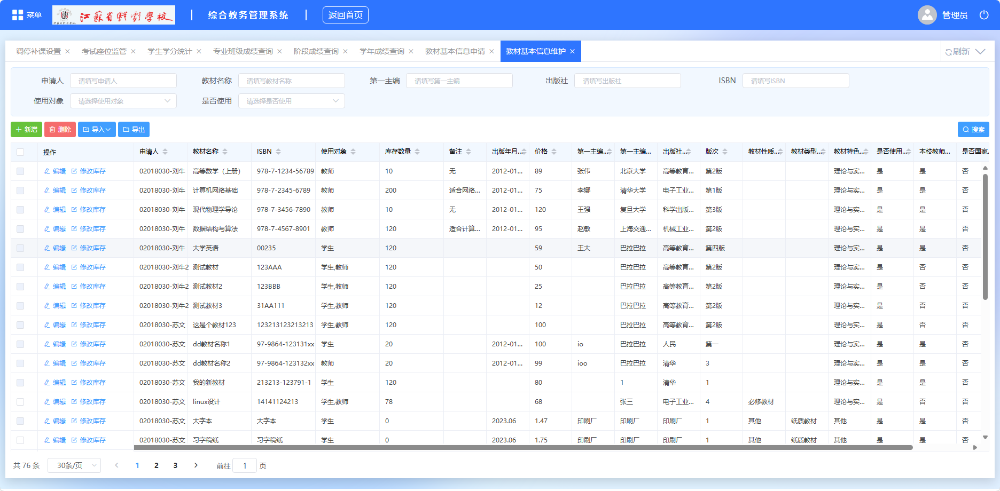 菜单 江苏省戏剧学校 综合教务管理系统 返回首页 管理员
调停补课设置 考试座位监管 学生学分统计 专业班级成绩查询 阶段成绩查询 学年成绩查询 教材基本信息申请 教材基本信息维护 刷新
申请人 请填写申请人 教材名称 请填写教材名称 第一主编 请填写第一主编 出版社 请填写出版社 ISBN 请填写ISBN
使用对象 请选择使用对象 是否使用 请选择是否使用
新增 删除 导入 导出 搜索
操作 申请人 教材名称 ISBN 使用对象 库存数量 备注 出版年月... 价格 第一主编... 第一主编... 出版社... 版次 教材性质... 教材类型... 教材特色... 是否使用... 本校教师... 是否国家...
编辑 修改库存 02018030-刘牛 高等数学（上册） 978-7-1234-56789 教师 10 无 2012-01... 89 张伟 北京大学 高等教育... 第2版 理论与实... 是 是 否
编辑 修改库存 02018030-刘牛 计算机网络基础 978-7-2345-6789 教师 200 适合网络... 2012-01... 75 李娜 清华大学 电子工业... 第1版 理论与实... 是 是 否
编辑 修改库存 02018030-刘牛 现代物理学导论 978-7-3456-7890 教师 10 无 2012-01... 120 王强 复旦大学 科学出版... 第3版 理论与实... 是 是 否
编辑 修改库存 02018030-刘牛 数据结构与算法 978-7-4567-8901 教师 120 适合计算... 2012-01... 95 赵敏 上海交通... 机械工业... 第2版 理论与实... 是 是 否
编辑 修改库存 02018030-刘牛 大学英语 00235 学生 120 59 王大 巴拉巴拉 高等教育... 第四版 理论与实... 是 是 否
编辑 修改库存 02018030-刘牛2 测试教材 123AAA 学生,教师 120 50 巴拉巴拉 高等教育... 第2版 理论与实... 是 否 否
编辑 修改库存 02018030-刘牛2 测试教材2 123BBB 学生,教师 120 25 巴拉巴拉 高等教育... 第2版 理论与实... 是 否 否
编辑 修改库存 02018030-刘牛2 测试教材3 31AA111 学生,教师 120 12 巴拉巴拉 高等教育... 第2版 理论与实... 是 否 否
编辑 修改库存 02018030-苏文 这是个教材123 123213123213213 学生,教师 120 100 巴拉巴拉 高等教育... 第2版 理论与实... 是 否 否
编辑 修改库存 02018030-苏文 dd教材名称1 97-9864-123131xx 学生 20 2012-01... 100 io 巴拉巴拉 人民 第一 理论与实... 是 是 否
编辑 修改库存 02018030-苏文 dd教材名称2 97-9864-123132xx 教师 20 2012-01... 99 ioo 巴拉巴拉 清华 3 理论与实... 是 是 否
编辑 修改库存 02018030-苏文 我的新教材 213213-123791-1 学生 120 80 1 清华 1 理论与实... 是 是 否
编辑 修改库存 02018030-苏文 linux设计 14141124213 学生,教师 78 68 张三 电子工业... 4 必修教材 理论与实... 是 否 否
编辑 修改库存 02018030-苏文 大字本 大字本 学生 0 2023.06 1.47 印刷厂 印刷厂 印刷厂 1 其他 纸质教材 其他 是 是 否
编辑 修改库存 02018030-苏文 习字稿纸 习字稿纸 学生 0 2023.06 1.75 印刷厂 印刷厂 印刷厂 1 其他 纸质教材 其他 是 是 否
共 76 条 30条/页 1 2 3 前往 1 页